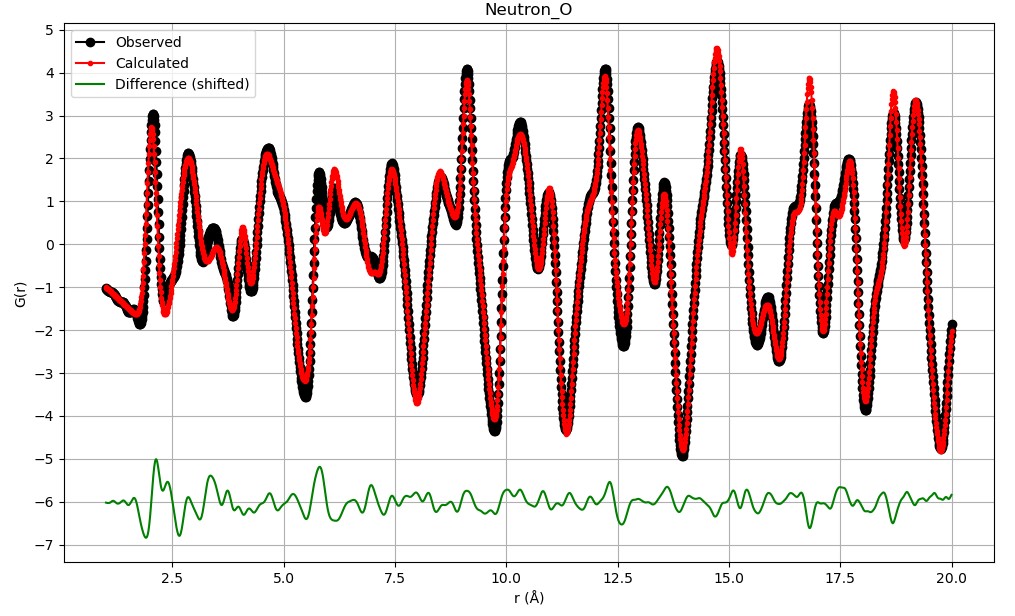 Neutron_O
Observed
Calculated
Difference (shifted)
5
4
3
2
1
0
−1
−2
−3
−4
−5
−6
−7
G(r)
2.5 5.0 7.5 10.0 12.5 15.0 17.5 20.0
r (Å)